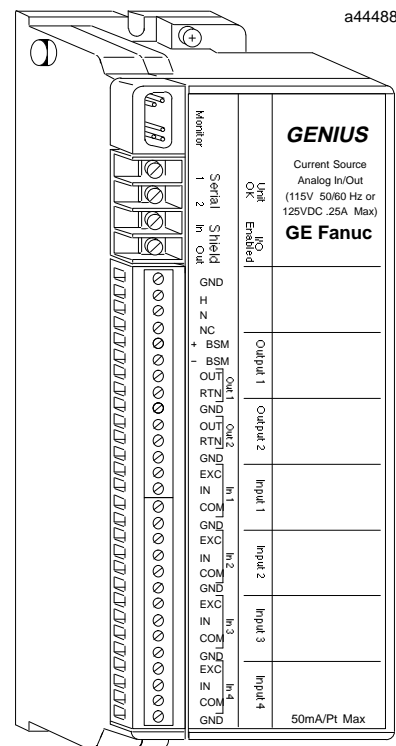 a44488
GENIUS
Current Source
Analog In/Out
(115V 50/60 Hz or
125VDC .25A Max)
GE Fanuc
Monitor
Serial
1 2
Shield
In Out
Unit
OK
I/O
Enabled
GND
H
N
NC
+ BSM
− BSM
OUT
RTN
Out 1
GND
OUT
RTN
Out 2
GND
EXC
IN
COM
In 1
GND
EXC
IN
COM
In 2
GND
EXC
IN
COM
In 3
GND
EXC
IN
COM
In 4
GND
Output 1
Output 2
Input 1
Input 2
Input 3
Input 4
50mA/Pt Max